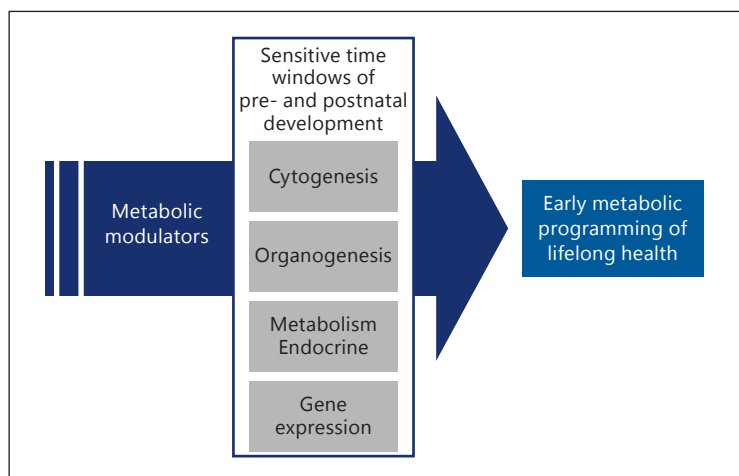 Sensitive time
windows of
pre- and postnatal
development
Cytogenesis
Metabolic
modulators
Organogenesis
Metabolism
Endocrine
Gene
expression
Early metabolic
programming of
lifelong health